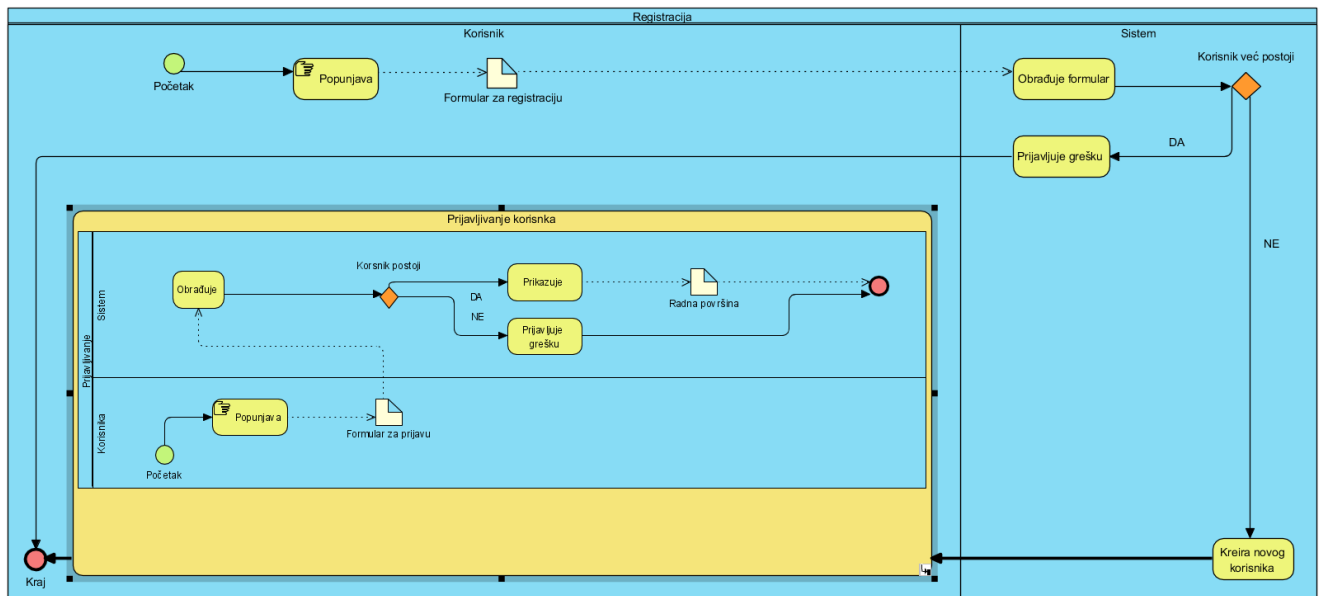 Registracija
Korisnik
Sistem
Početak
Popunjava
Formular za registraciju
Obrađuje formular
Korisnik već postoji
Prijavljuje grešku
DA
NE
Prijavljivanje korisnka
Prijavljivanje
Sistem
Obrađuje
Korsnik postoji
DA
NE
Prikazuje
Radna površina
Prijavljuje
grešku
Korisnika
Početak
Popunjava
Formular za prijavu
Kreira novog
korisnika
Kraj